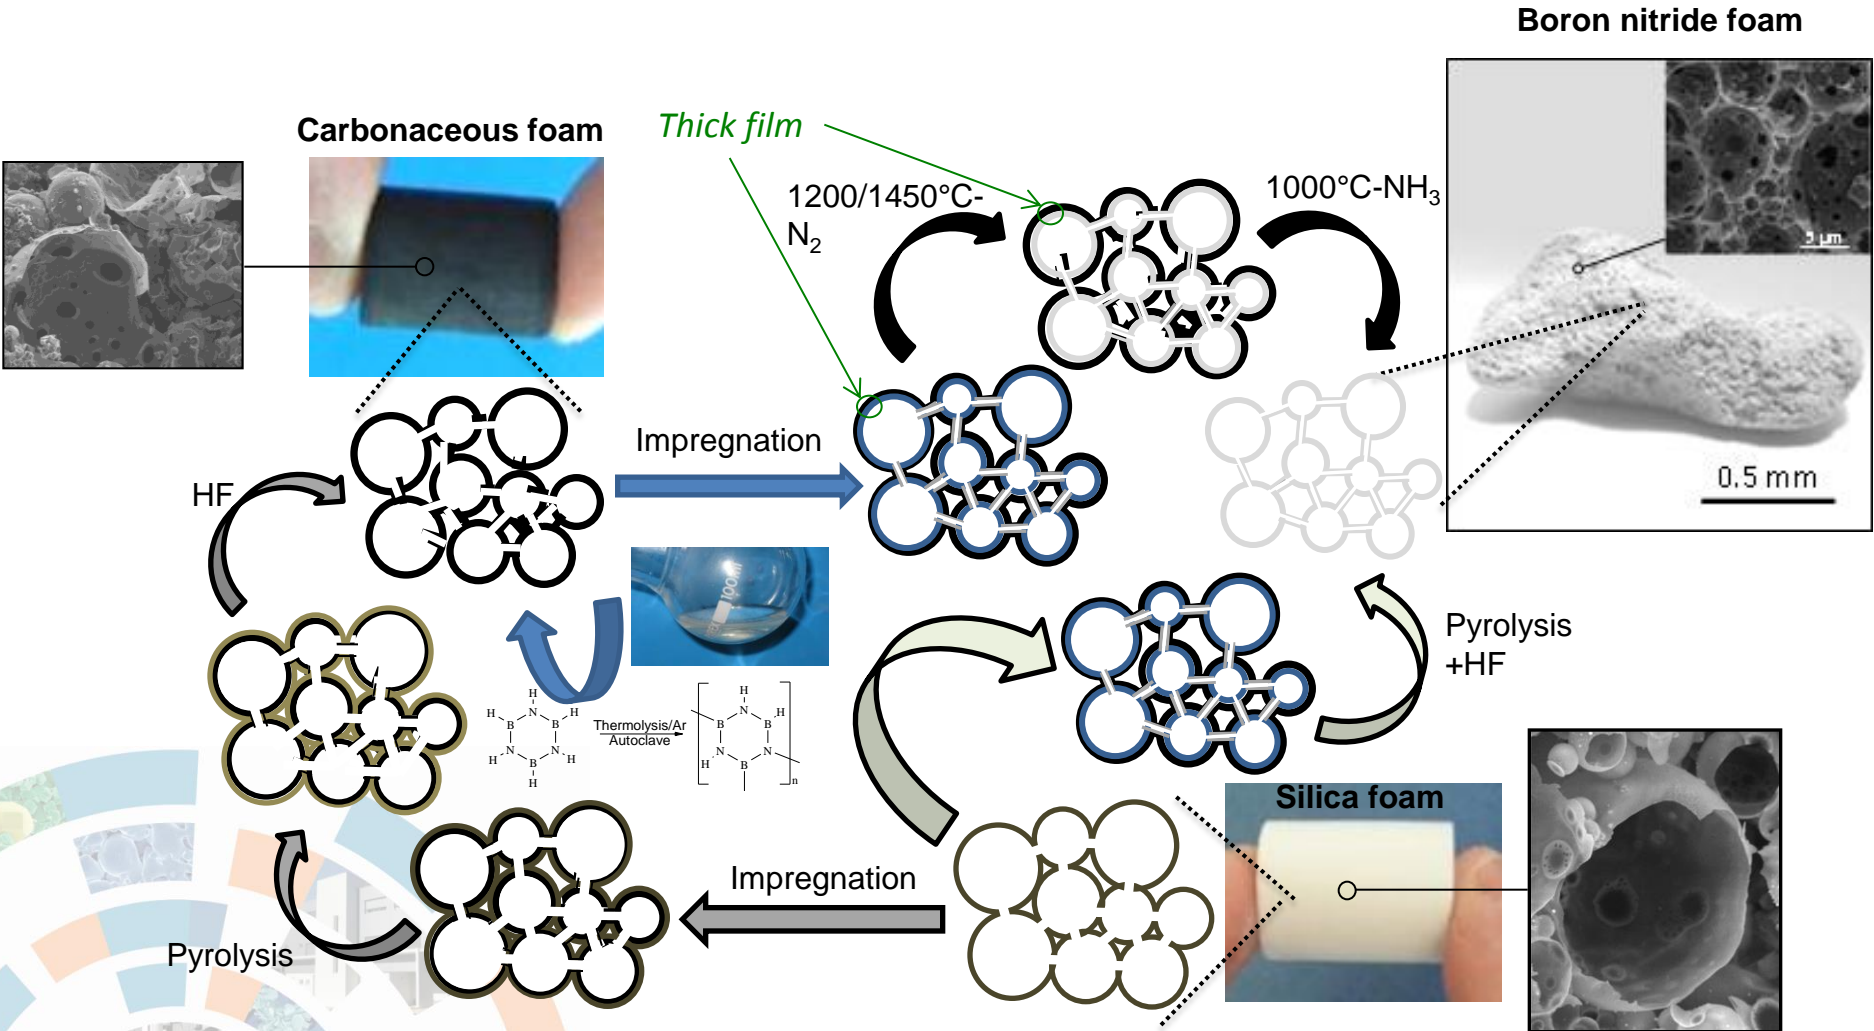 Boron nitride foam
Carbonaceous foam
Thick film
1200/1450°C-
N2
1000°C-NH3
5 µm
0.5 mm
Impregnation
HF
100ml
Thermolysis/Ar
Autoclave
H
H
B
N
B
H
N
B
N
H
H
H
H
B
N
B
H
N
B
N
H
n
Pyrolysis
+HF
Silica foam
Impregnation
Pyrolysis